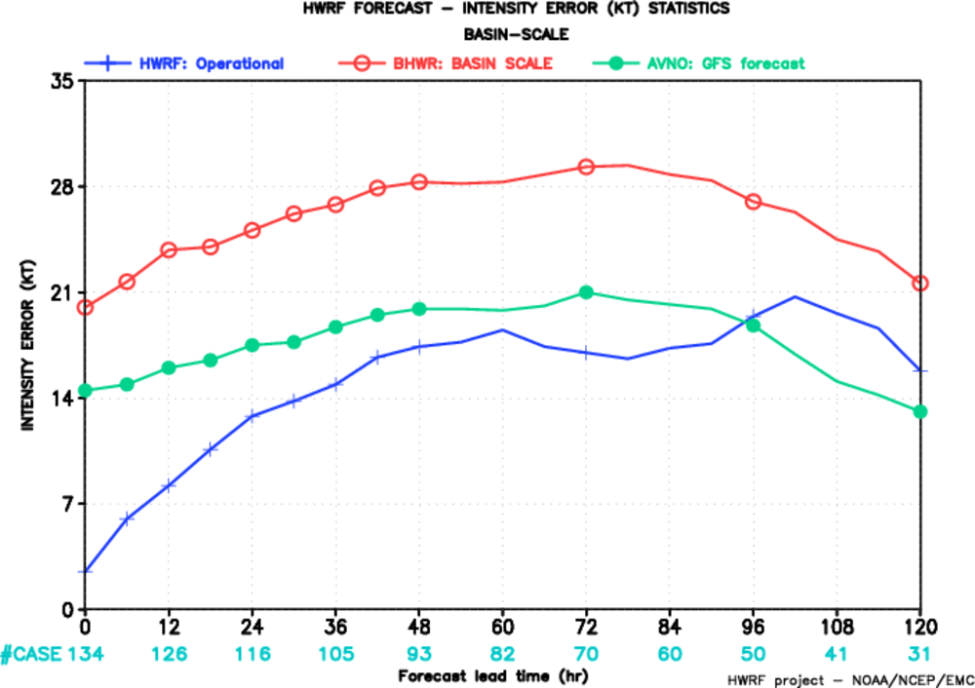 HWRF FORECAST – INTENSITY ERROR (KT) STATISTICS
BASIN–SCALE
HWRF: Operational BHWR: BASIN SCALE AVNO: GFS forecast
35
28
21
14
7
0
INTENSITY ERROR (KT)
0 12 24 36 48 60 72 84 96 108 120
#CASE 134 126 116 105 93 82 70 60 50 41 31
Forecast lead time (hr)
HWRF project – NOAA/NCEP/EMC